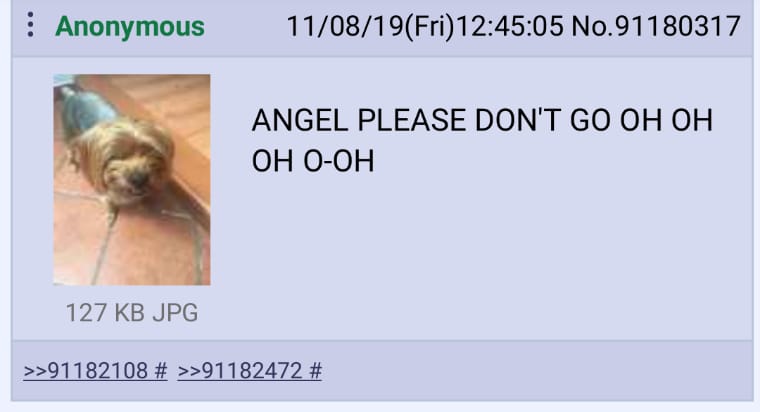 Anonymous 11/08/19(Fri)12:45:05 No.91180317
ANGEL PLEASE DON'T GO OH OH
OH O-OH
127 KB JPG
>>91182108 # >>91182472 #